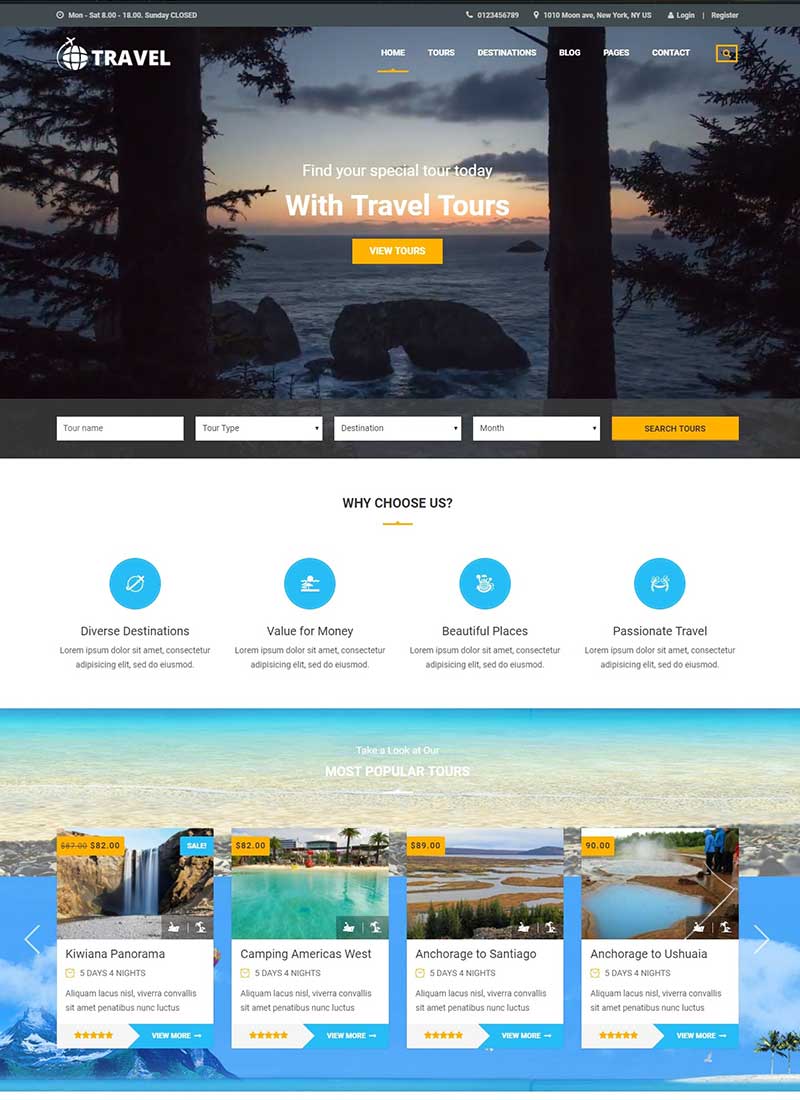 Mon - Sat 8.00 - 18.00. Sunday CLOSED
0123456789
1010 Moon ave, New York, NY US
Login | Register
TRAVEL
HOME TOURS DESTINATIONS BLOG PAGES CONTACT
Find your special tour today
With Travel Tours
VIEW TOURS
Tour name
Tour Type
Destination
Month
SEARCH TOURS
WHY CHOOSE US?
Diverse Destinations
Lorem ipsum dolor sit amet, consectetur
adipisicing elit, sed do eiusmod.
Value for Money
Lorem ipsum dolor sit amet, consectetur
adipisicing elit, sed do eiusmod.
Beautiful Places
Lorem ipsum dolor sit amet, consectetur
adipisicing elit, sed do eiusmod.
Passionate Travel
Lorem ipsum dolor sit amet, consectetur
adipisicing elit, sed do eiusmod.
Take a Look at Our
MOST POPULAR TOURS
$87.00 $82.00
SALE!
Kiwiana Panorama
5 DAYS 4 NIGHTS
Aliquam lacus nisl, viverra convallis
sit amet penatibus nunc luctus
VIEW MORE
$82.00
Camping Americas West
5 DAYS 4 NIGHTS
Aliquam lacus nisl, viverra convallis
sit amet penatibus nunc luctus
VIEW MORE
$89.00
Anchorage to Santiago
5 DAYS 4 NIGHTS
Aliquam lacus nisl, viverra convallis
sit amet penatibus nunc luctus
VIEW MORE
90.00
Anchorage to Ushuaia
5 DAYS 4 NIGHTS
Aliquam lacus nisl, viverra convallis
sit amet penatibus nunc luctus
VIEW MORE